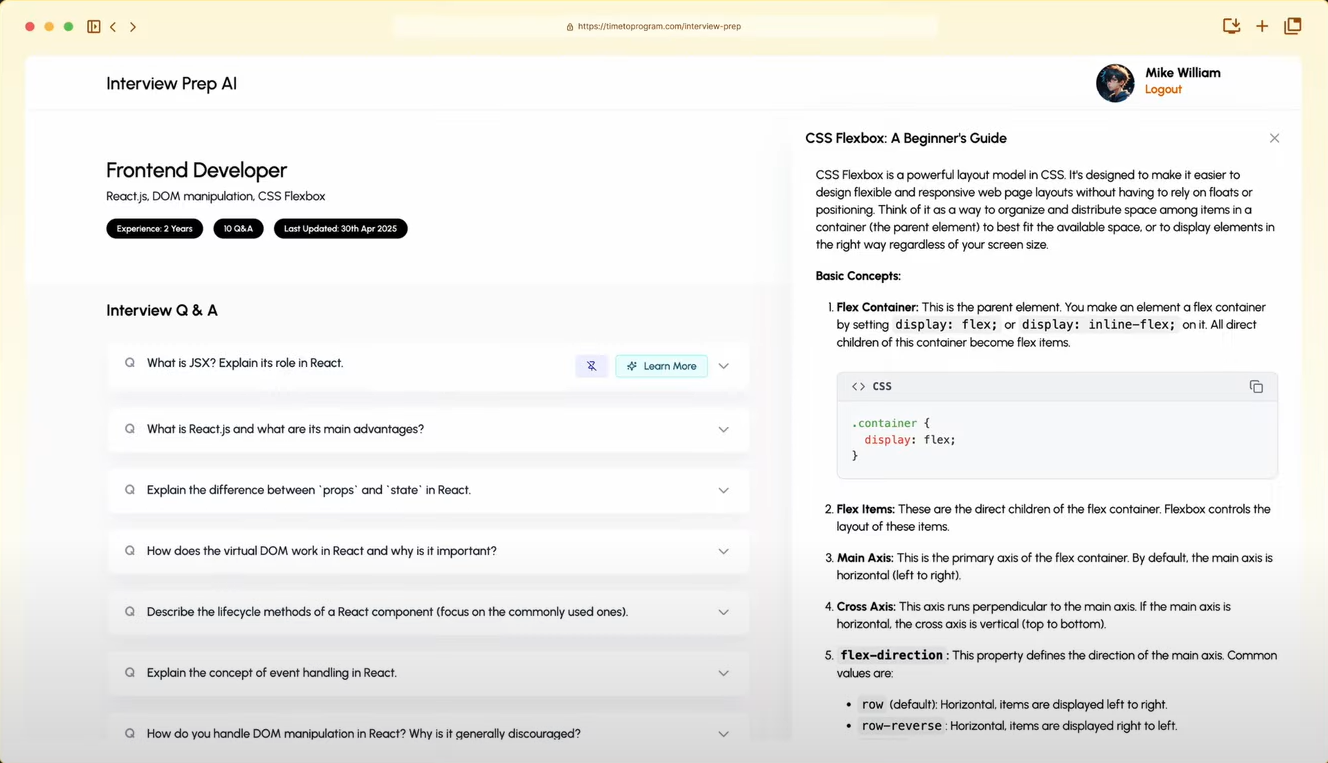 https://timetoprogram.com/interview-prep
Interview Prep AI
Mike William
Logout
Frontend Developer
React.js, DOM manipulation, CSS Flexbox
Experience: 2 Years
10 Q&A
Last Updated: 30th Apr 2025
Interview Q & A
Q What is JSX? Explain its role in React.
Learn More
Q What is React.js and what are its main advantages?
Q Explain the difference between `props` and `state` in React.
Q How does the virtual DOM work in React and why is it important?
Q Describe the lifecycle methods of a React component (focus on the commonly used ones).
Q Explain the concept of event handling in React.
Q How do you handle DOM manipulation in React? Why is it generally discouraged?
CSS Flexbox: A Beginner's Guide
CSS Flexbox is a powerful layout model in CSS. It's designed to make it easier to
design flexible and responsive web page layouts without having to rely on floats or
positioning. Think of it as a way to organize and distribute space among items in a
container (the parent element) to best fit the available space, or to display elements in
the right way regardless of your screen size.
Basic Concepts:
1. Flex Container: This is the parent element. You make an element a flex container
by setting display: flex; or display: inline-flex; on it. All direct
children of this container become flex items.
<> CSS
.container {
display: flex;
}
2. Flex Items: These are the direct children of the flex container. Flexbox controls the
layout of these items.
3. Main Axis: This is the primary axis of the flex container. By default, the main axis is
horizontal (left to right).
4. Cross Axis: This axis runs perpendicular to the main axis. If the main axis is
horizontal, the cross axis is vertical (top to bottom).
5. flex-direction: This property defines the direction of the main axis. Common
values are:
• row (default): Horizontal, items are displayed left to right.
• row-reverse: Horizontal, items are displayed right to left.